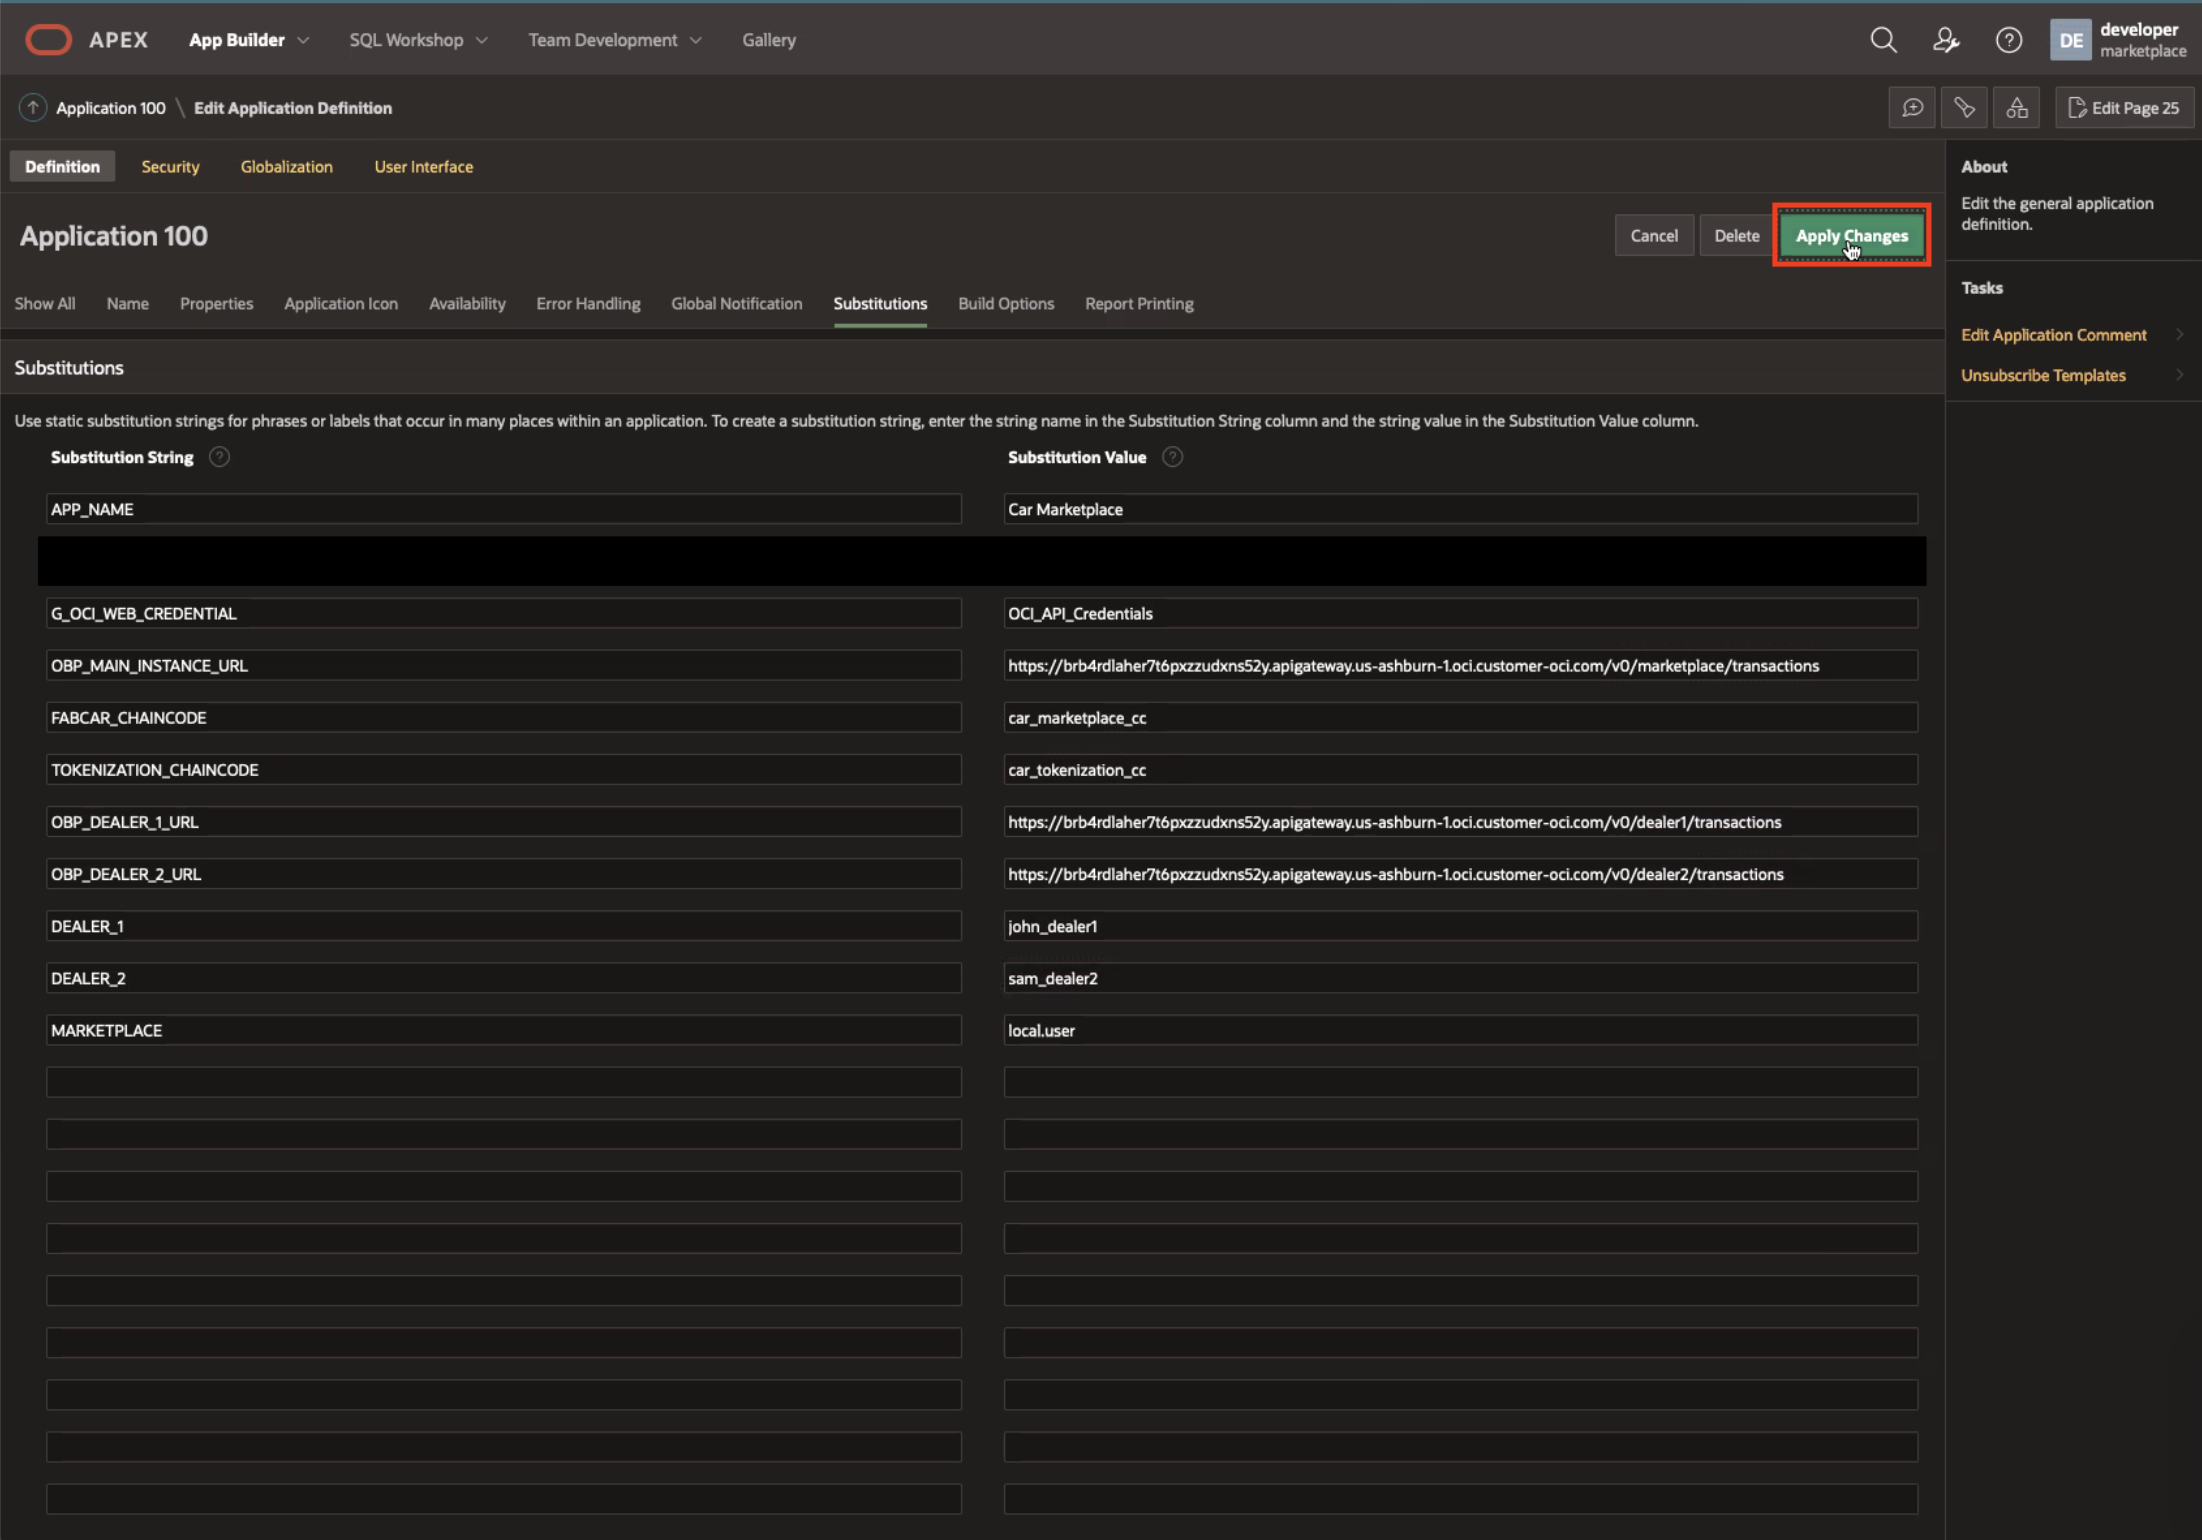 APEX App Builder SQL Workshop Team Development Gallery
DE developer
marketplace
Application 100 \ Edit Application Definition
Edit Page 25
Definition Security Globalization User Interface
Application 100
Cancel Delete Apply Changes
Show All Name Properties Application Icon Availability Error Handling Global Notification Substitutions Build Options Report Printing
Substitutions
Use static substitution strings for phrases or labels that occur in many places within an application. To create a substitution string, enter the string name in the Substitution String column and the string value in the Substitution Value column.
Substitution String ? Substitution Value ?
APP_NAME Car Marketplace
G_OCI_WEB_CREDENTIAL OCI_API_Credentials
OBP_MAIN_INSTANCE_URL https://brb4rdlaher7t6pxzzudxns52y.apigateway.us-ashburn-1.oci.customer-oci.com/v0/marketplace/transactions
FABCAR_CHAINCODE car_marketplace_cc
TOKENIZATION_CHAINCODE car_tokenization_cc
OBP_DEALER_1_URL https://brb4rdlaher7t6pxzzudxns52y.apigateway.us-ashburn-1.oci.customer-oci.com/v0/dealer1/transactions
OBP_DEALER_2_URL https://brb4rdlaher7t6pxzzudxns52y.apigateway.us-ashburn-1.oci.customer-oci.com/v0/dealer2/transactions
DEALER_1 john_dealer1
DEALER_2 sam_dealer2
MARKETPLACE local.user
About
Edit the general application
definition.
Tasks
Edit Application Comment
Unsubscribe Templates